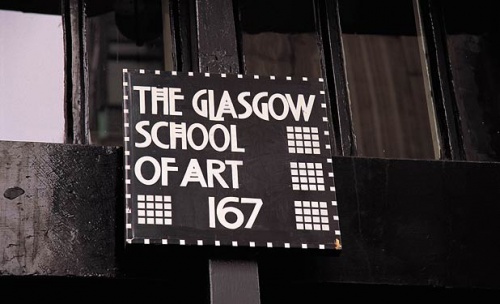 THE GLASGOW
SCHOOL
OF ART
167